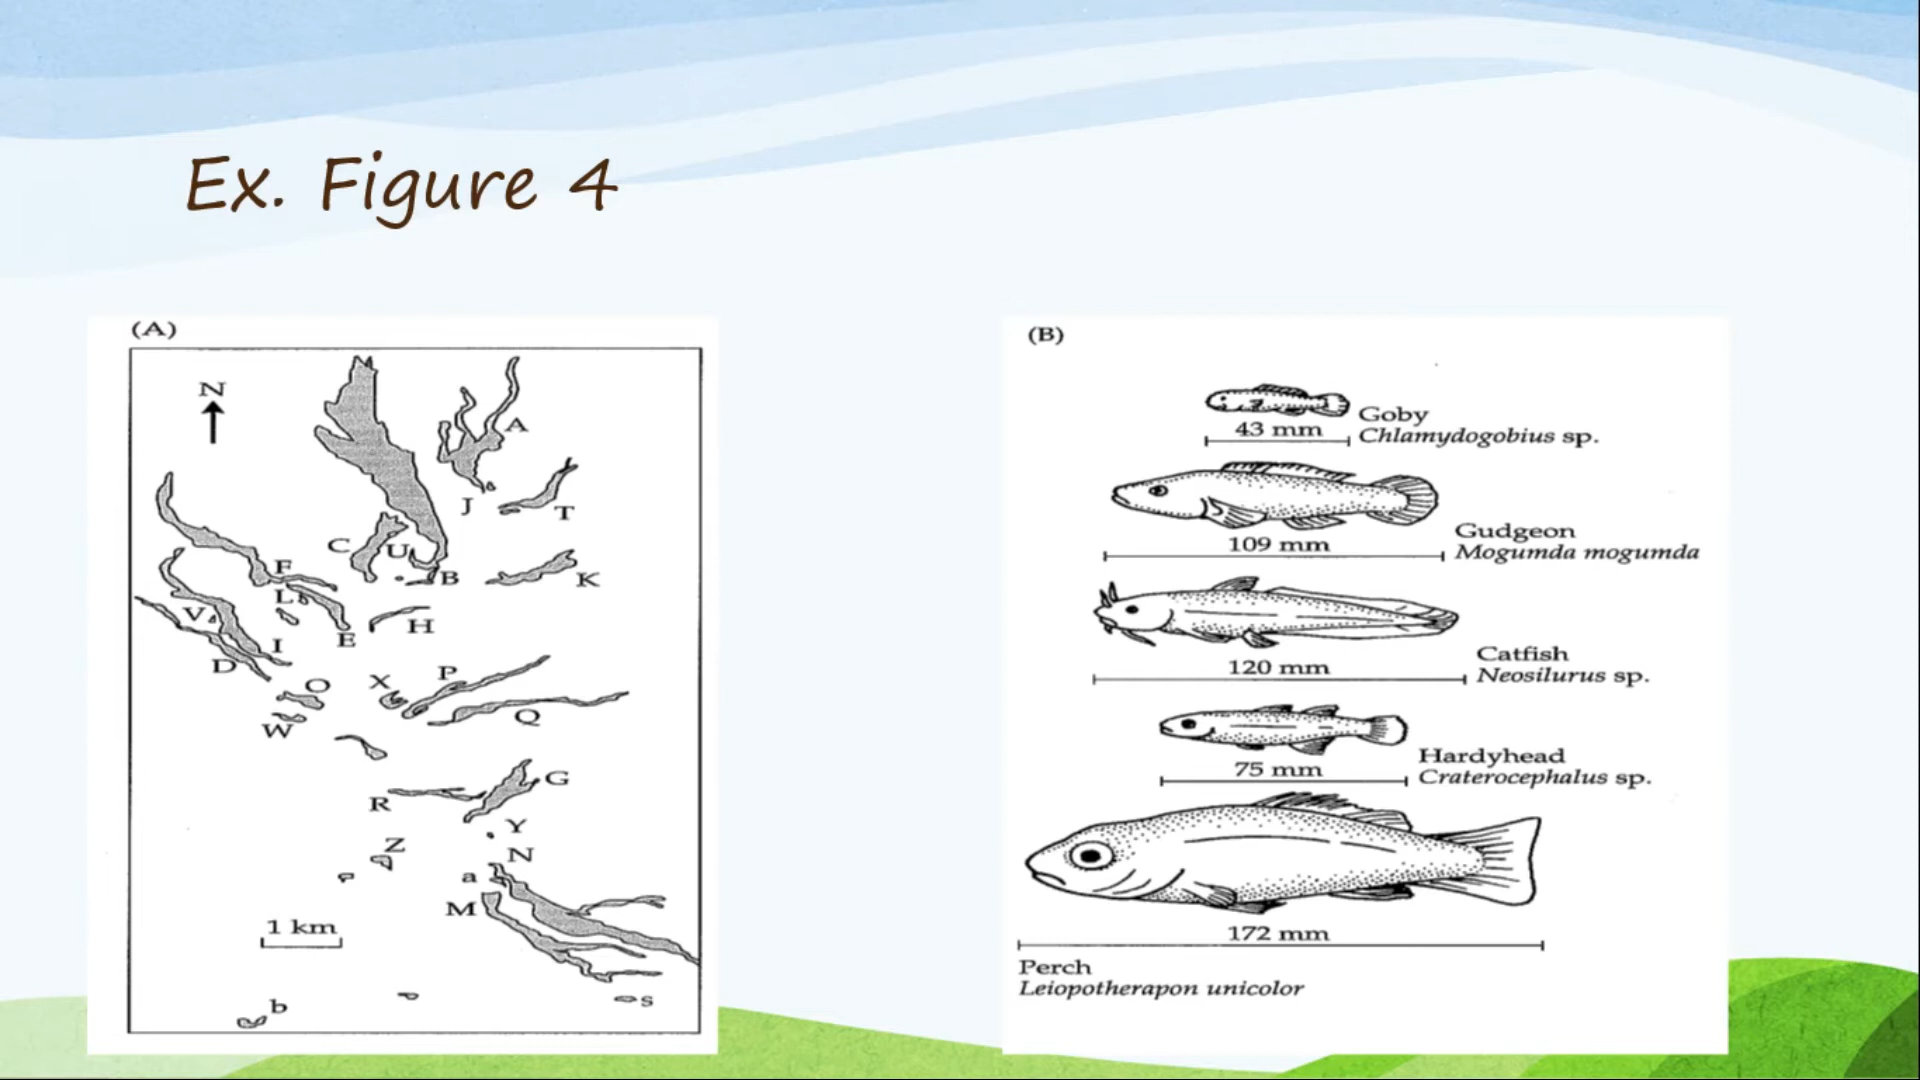 Ex. Figure 4
(A)
N
A
J
T
C
U
B
K
F
L
V
E
H
I
D
O
X
P
W
Q
R
G
Y
Z
N
a
M
1 km
b
s
(B)
43 mm
Goby
Chlamydogobius sp.
109 mm
Gudgeon
Mogumda mogumda
120 mm
Catfish
Neosilurus sp.
75 mm
Hardyhead
Craterocephalus sp.
172 mm
Perch
Leiopotherapon unicolor